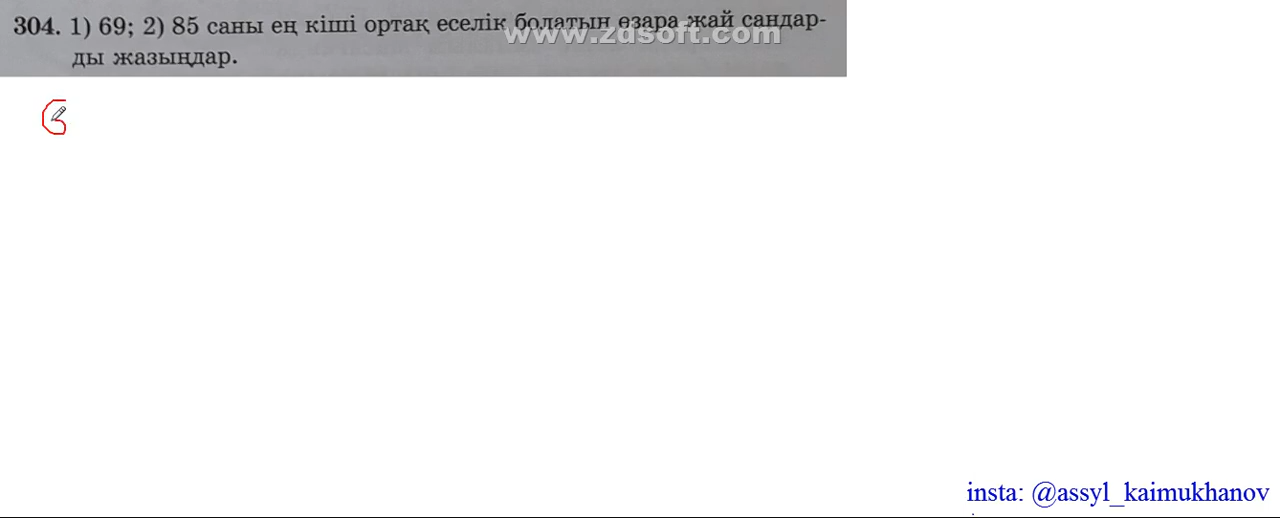 304. 1) 69; 2) 85 саны ең кіші ортақ еселік болатын өзара жай сандар-
www.zdsoft.com
ды жазыңдар.
6
insta: @assyl_kaimukhanov